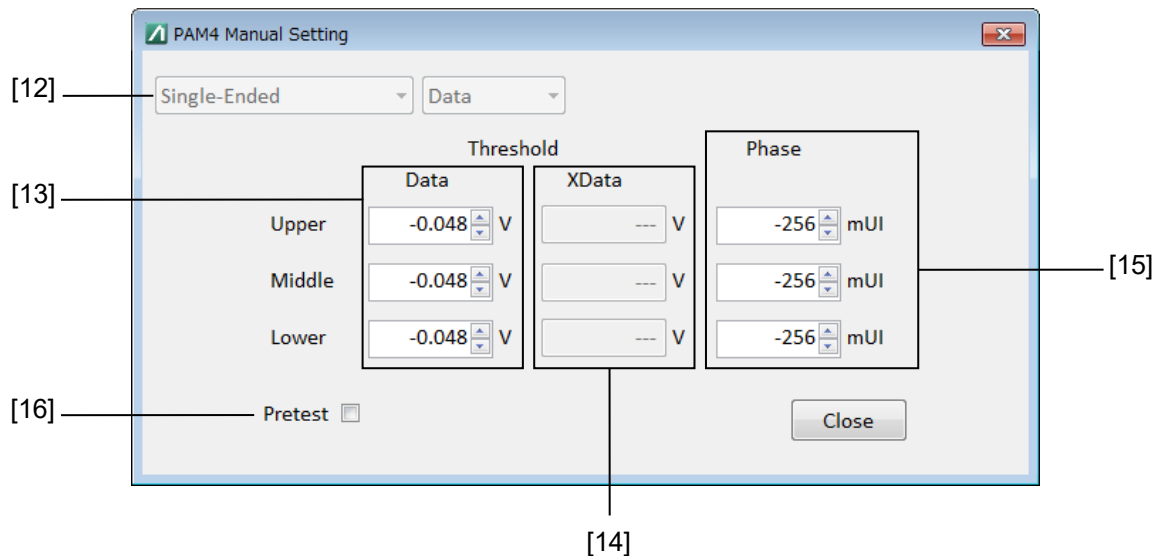 PAM4 Manual Setting
[12] Single-Ended Data
Threshold Phase
[13] Data XData
Upper -0.048 V --- V -256 mUI
Middle -0.048 V --- V -256 mUI [15]
Lower -0.048 V --- V -256 mUI
[16] Pretest Close
[14]